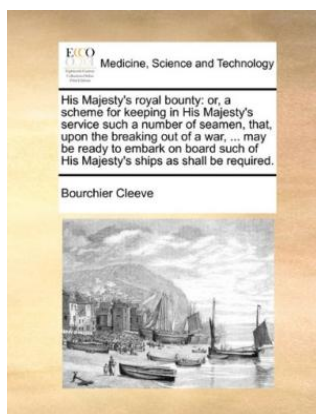 ECCO
Medicine, Science and Technology
His Majesty's royal bounty: or, a
scheme for keeping in His Majesty's
service such a number of seamen, that,
upon the breaking out of a war, ... may
be ready to embark on board such of
His Majesty's ships as shall be required.
Bourchier Cleeve